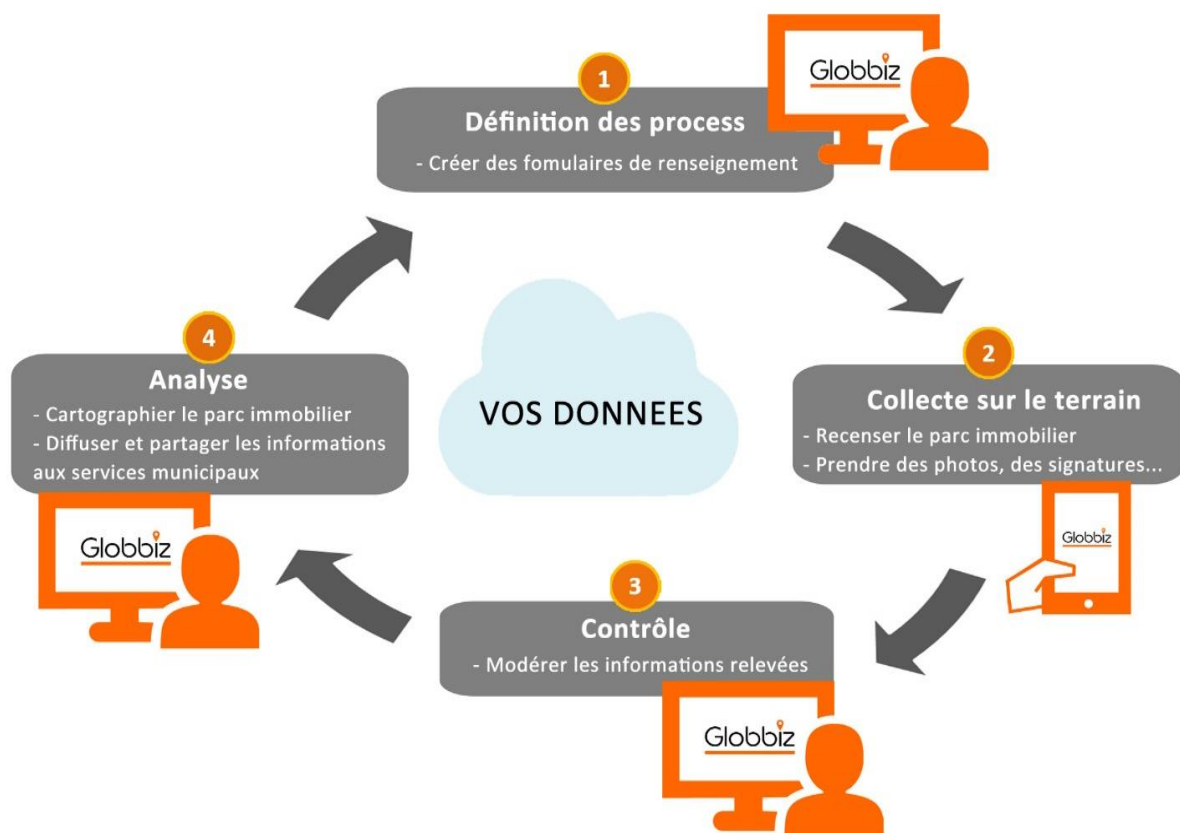 1
Globbiz
Définition des process
- Créer des fomulaires de renseignement
2
Collecte sur le terrain
- Recenser le parc immobilier
- Prendre des photos, des signatures...
Globbiz
3
Contrôle
- Modérer les informations relevées
Globbiz
4
Analyse
- Cartographier le parc immobilier
- Diffuser et partager les informations
aux services municipaux
Globbiz
VOS DONNEES